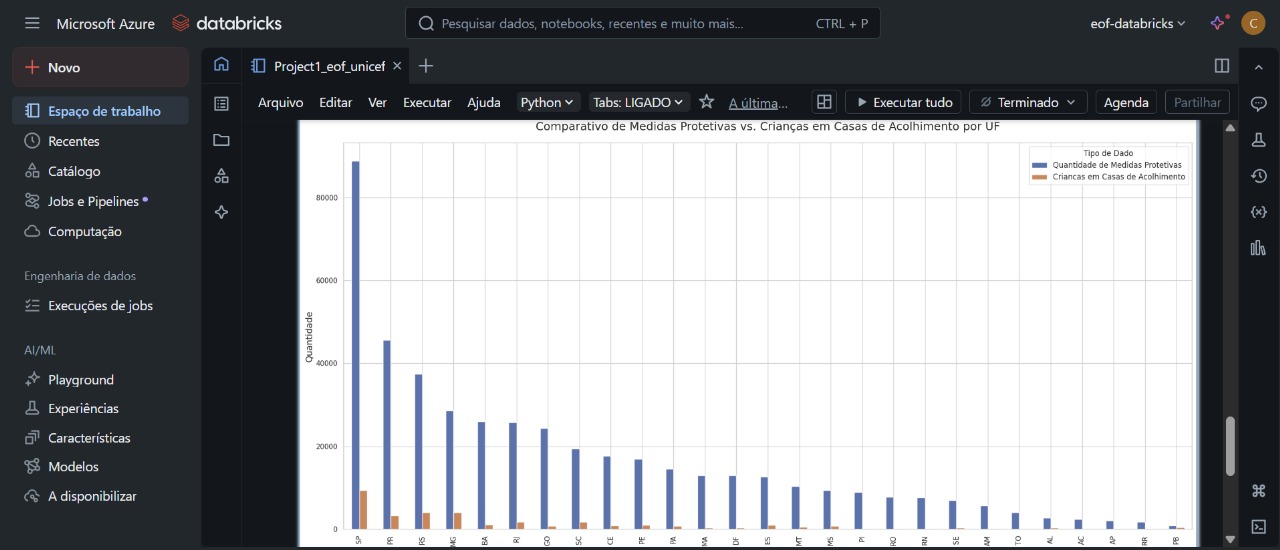 Microsoft Azure databricks
Pesquisar dados, notebooks, recentes e muito mais... CTRL + P
eof-databricks
C
Novo
Espaço de trabalho
Recentes
Catálogo
Jobs e Pipelines
Computação
Engenharia de dados
Execuções de jobs
AI/ML
Playground
Experiências
Características
Modelos
A disponibilizar
Project1_eof_unicef
Arquivo Editar Ver Executar Ajuda Python Tabs: LIGADO A última... Executar tudo Terminado Agenda Partilhar
Comparativo de Medidas Protetivas vs. Crianças em Casas de Acolhimento por UF
Tipo de Dado
Quantidade de Medidas Protetivas
Criancas em Casas de Acolhimento
Quantidade
80000
60000
40000
20000
0
SP PR RS MG BA RJ GO SC CE PE PA MA DF ES MT MS PI RO RN SE AM TO AL AC AP RR PB